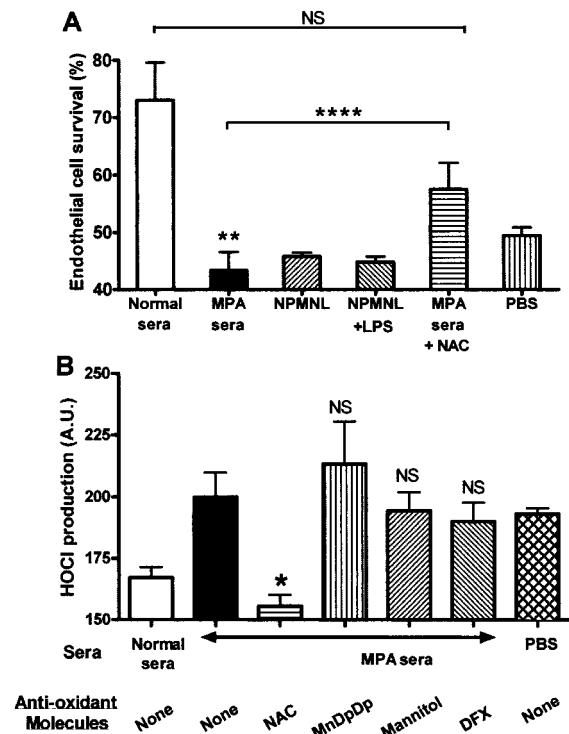 A
NS
Endothelial cell survival (%)
80
70
60
50
40
****
**
Normal sera
MPA sera
NPMNL
NPMNL +LPS
MPA sera + NAC
PBS
B
HOCl production (A.U.)
250
225
200
175
150
NS
NS
NS
*
Sera
Normal sera
MPA sera
PBS
Anti-oxidant Molecules
None
None
NAC
MnDpDp
Mannitol
DFX
None